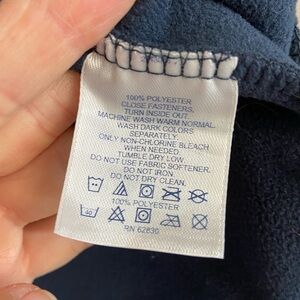 100% POLYESTER
CLOSE FASTENERS,
TURN INSIDE OUT.
MACHINE WASH WARM NORMAL.
WASH DARK COLORS
SEPARATELY.
ONLY NON-CHLORINE BLEACH
WHEN NEEDED.
TUMBLE DRY LOW.
DO NOT USE FABRIC SOFTENER.
DO NOT IRON.
DO NOT DRY CLEAN.
40
RN 62830